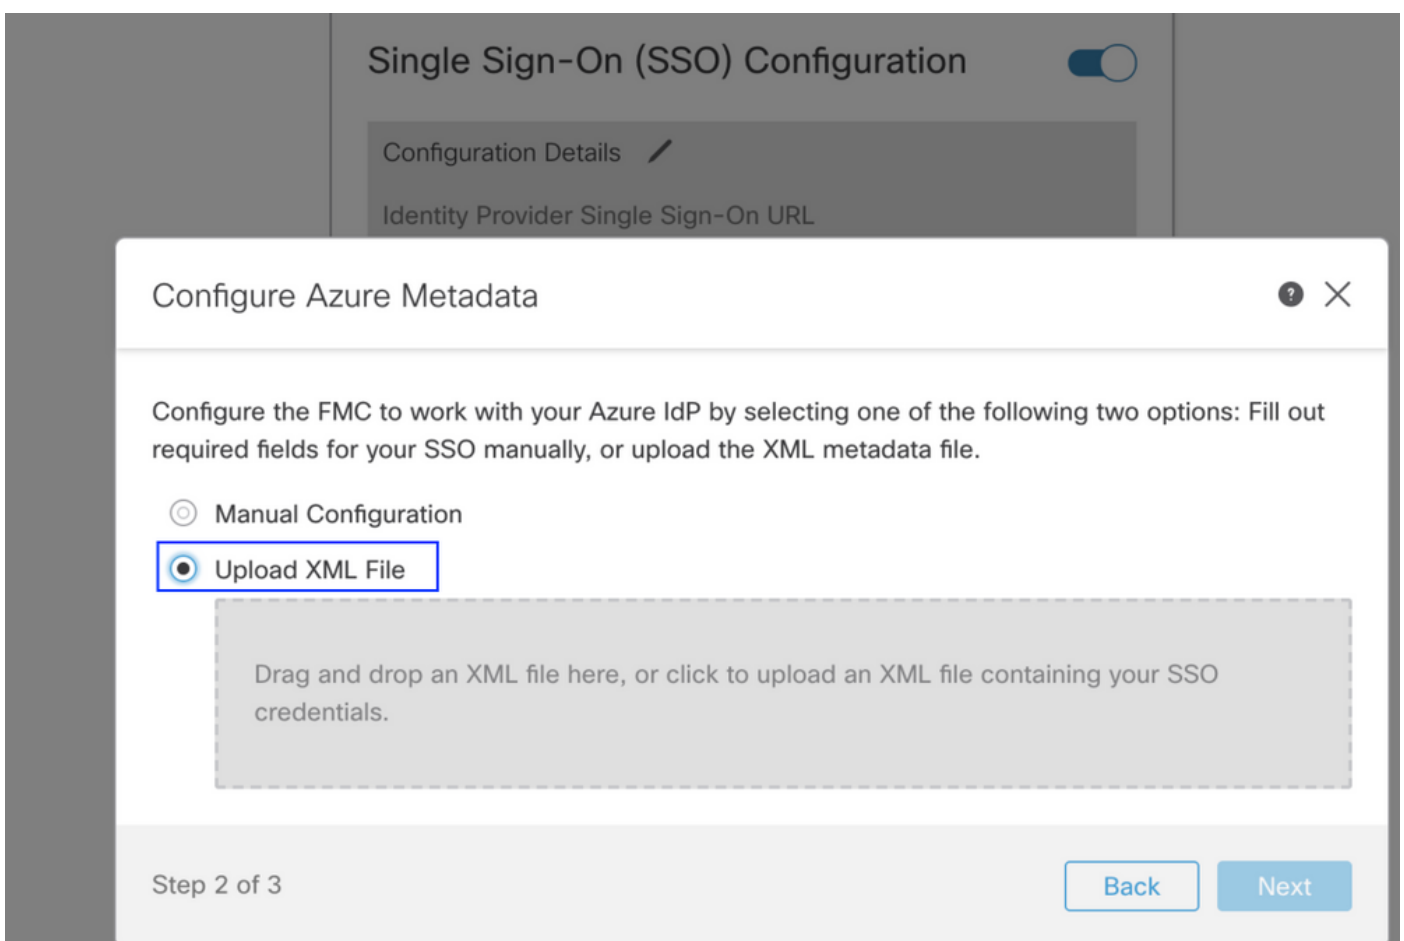 Single Sign-On (SSO) Configuration
Configuration Details
Identity Provider Single Sign-On URL
Configure Azure Metadata
?
Configure the FMC to work with your Azure IdP by selecting one of the following two options: Fill out
required fields for your SSO manually, or upload the XML metadata file.
Manual Configuration
Upload XML File
Drag and drop an XML file here, or click to upload an XML file containing your SSO
credentials.
Step 2 of 3
Back
Next